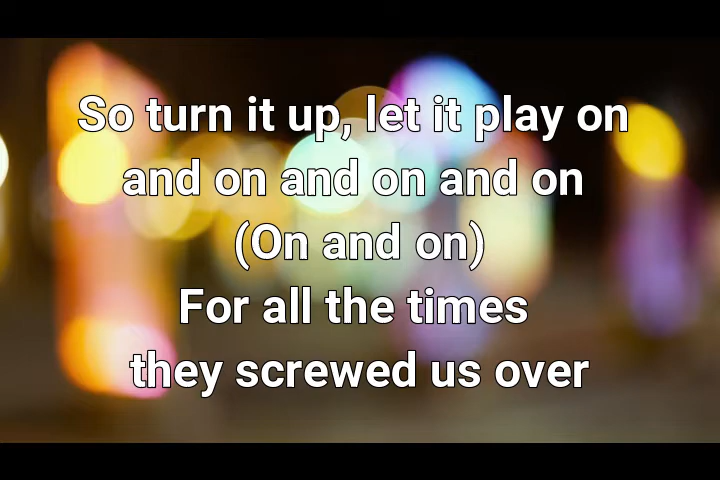 So turn it up, let it play on
and on and on and on
(On and on)
For all the times
they screwed us over